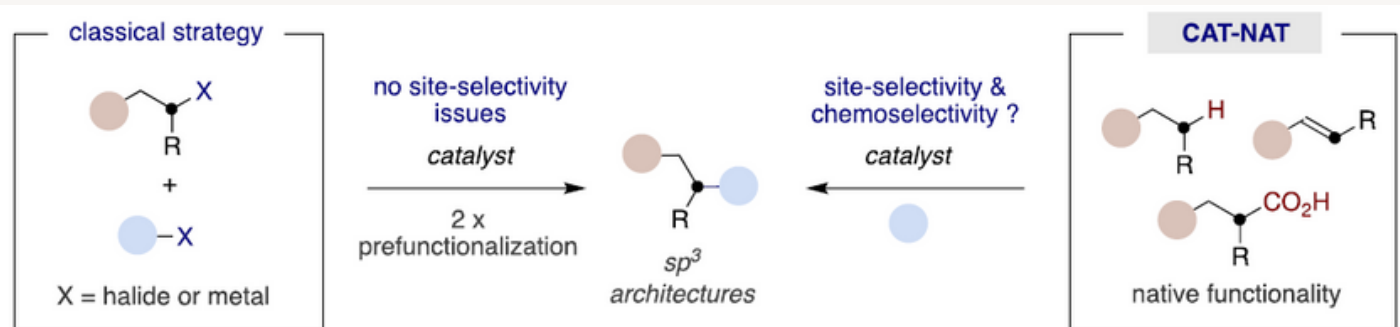 classical strategy
X
R
+
X
X = halide or metal
no site-selectivity
issues
catalyst
2 x
prefunctionalization
R
sp³
architectures
site-selectivity &
chemoselectivity ?
catalyst
CAT-NAT
H
R
R
CO₂H
R
native functionality